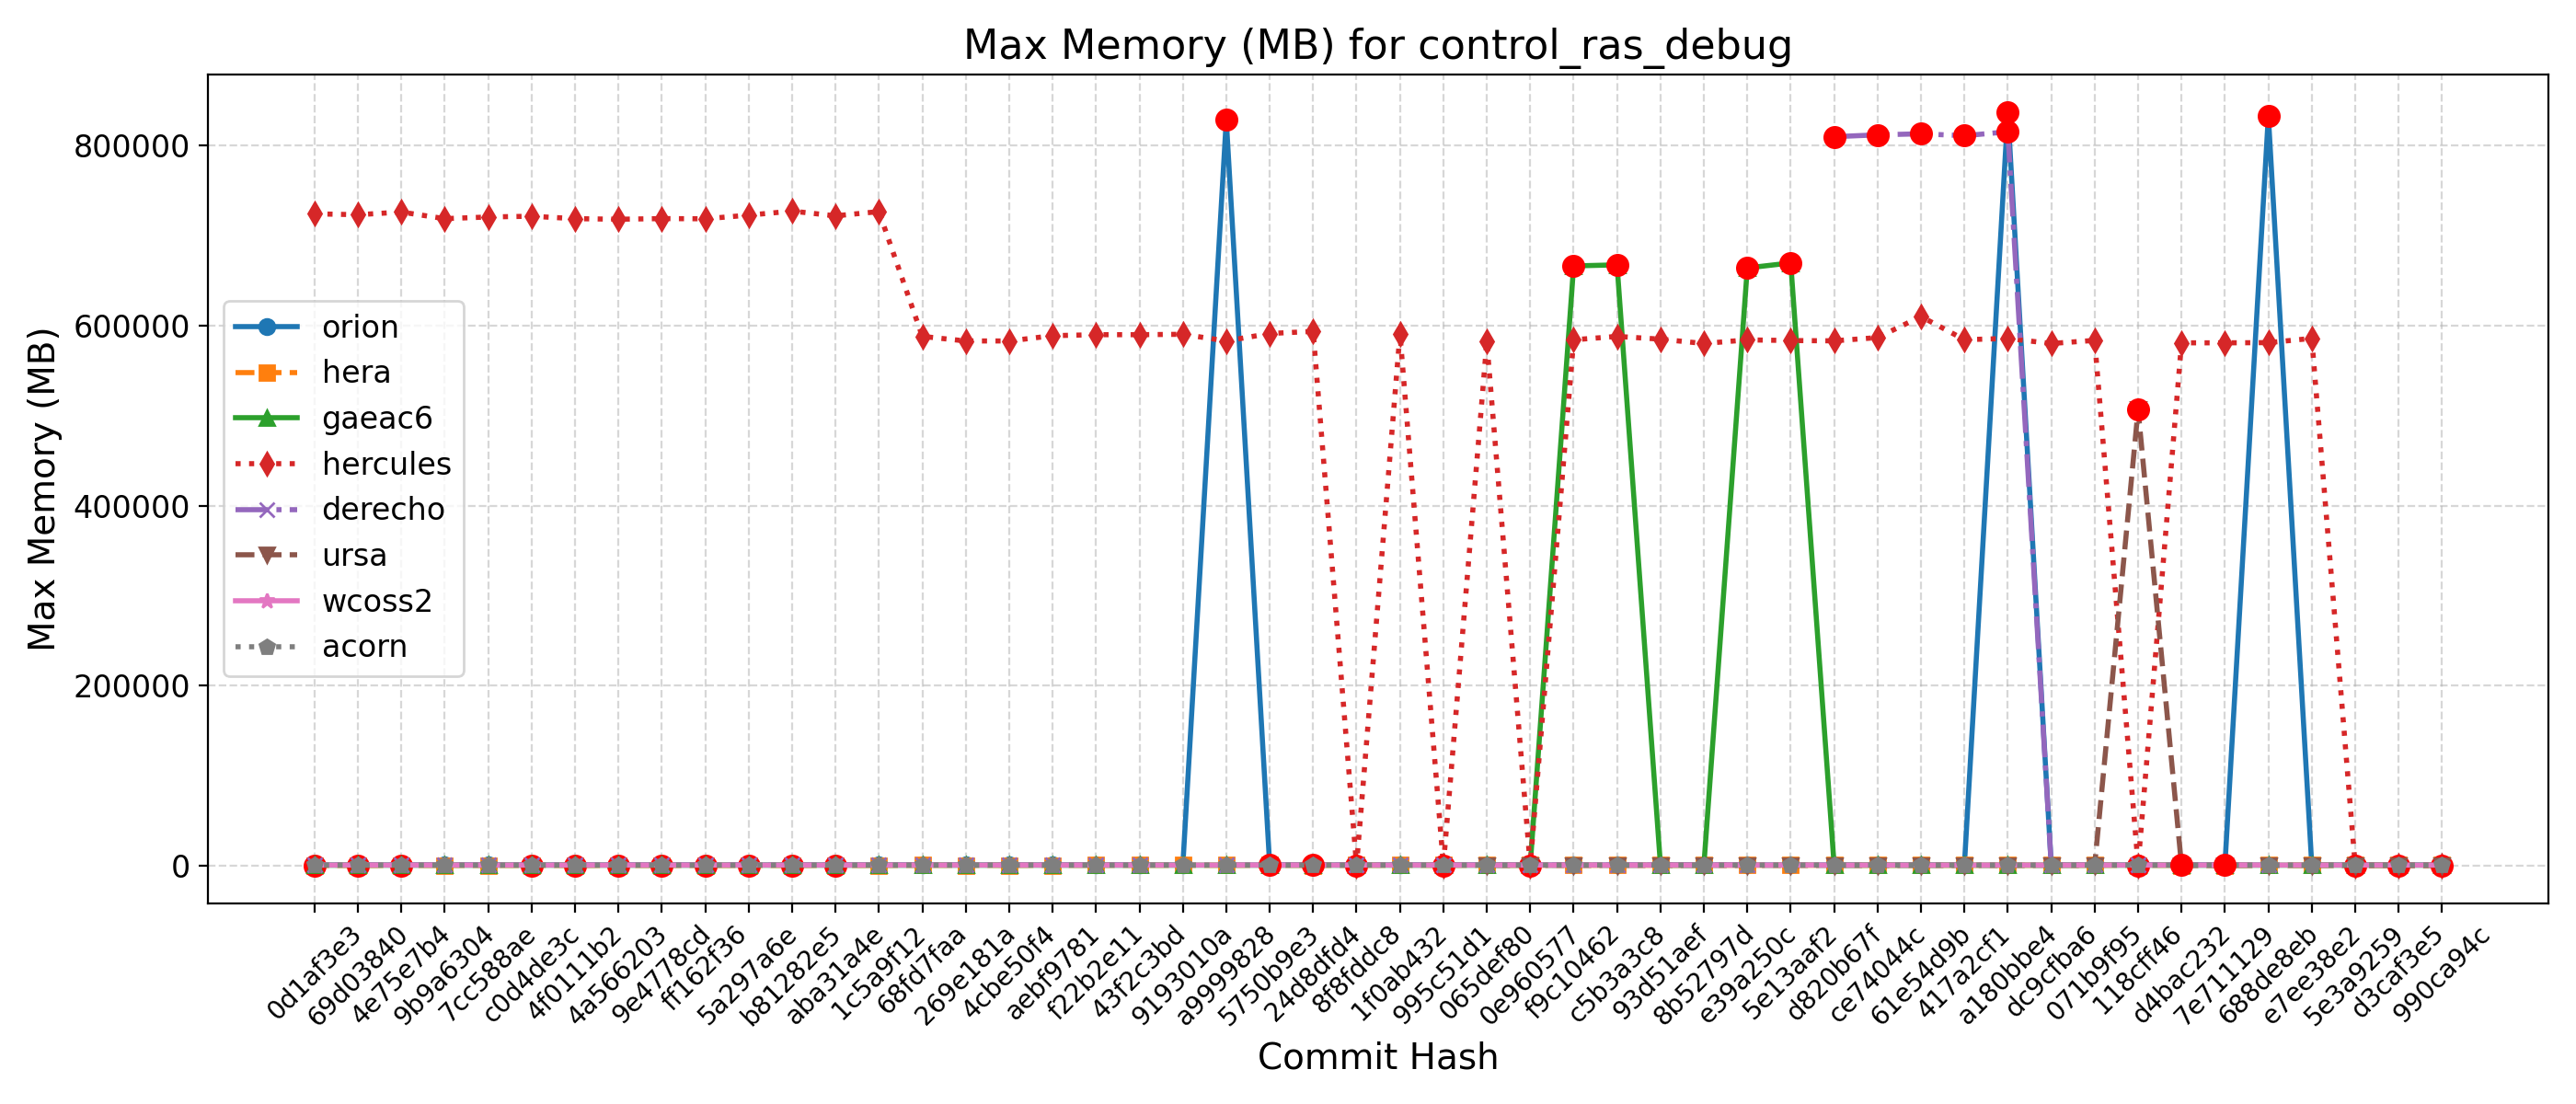 Max Memory (MB) for control_ras_debug
Max Memory (MB)
800000
600000
400000
200000
0
orion
hera
gaeac6
hercules
derecho
ursa
wcoss2
acorn
0d1af3e3
69d03840
4e75e7b4
9b9a6304
7cc588ae
c0d4de3c
4f0111b2
4a566203
9e4778cd
ff162f36
5a297a6e
b81282e5
aba31a4e
1c5a9f12
68fd7faa
269e181a
4cbe50f4
aebf9781
f22b2e11
43f2c3bd
9193010a
a9999828
5750b9e3
24d8dfd4
8f8fddc8
1f0ab432
995c51d1
065def80
0e960577
f9c10462
c5b3a3c8
93d51aef
8b52797d
e39a250c
5e13aaf2
d820b67f
ce74044c
61e54d9b
417a2cf1
a180bbe4
dc9cfba6
071b9f95
118cff46
d4bac232
7e711129
688de8eb
e7ee38e2
5e3a9259
d3caf3e5
990ca94c
Commit Hash